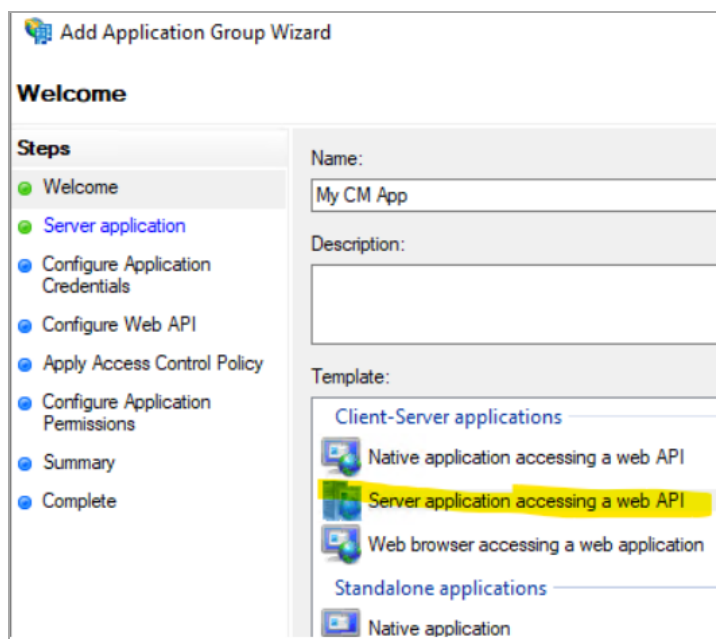 Add Application Group Wizard
Welcome
Steps
Welcome
Server application
Configure Application
Credentials
Configure Web API
Apply Access Control Policy
Configure Application
Permissions
Summary
Complete
Name:
My CM App
Description:
Template:
Client-Server applications
Native application accessing a web API
Server application accessing a web API
Web browser accessing a web application
Standalone applications
Native application